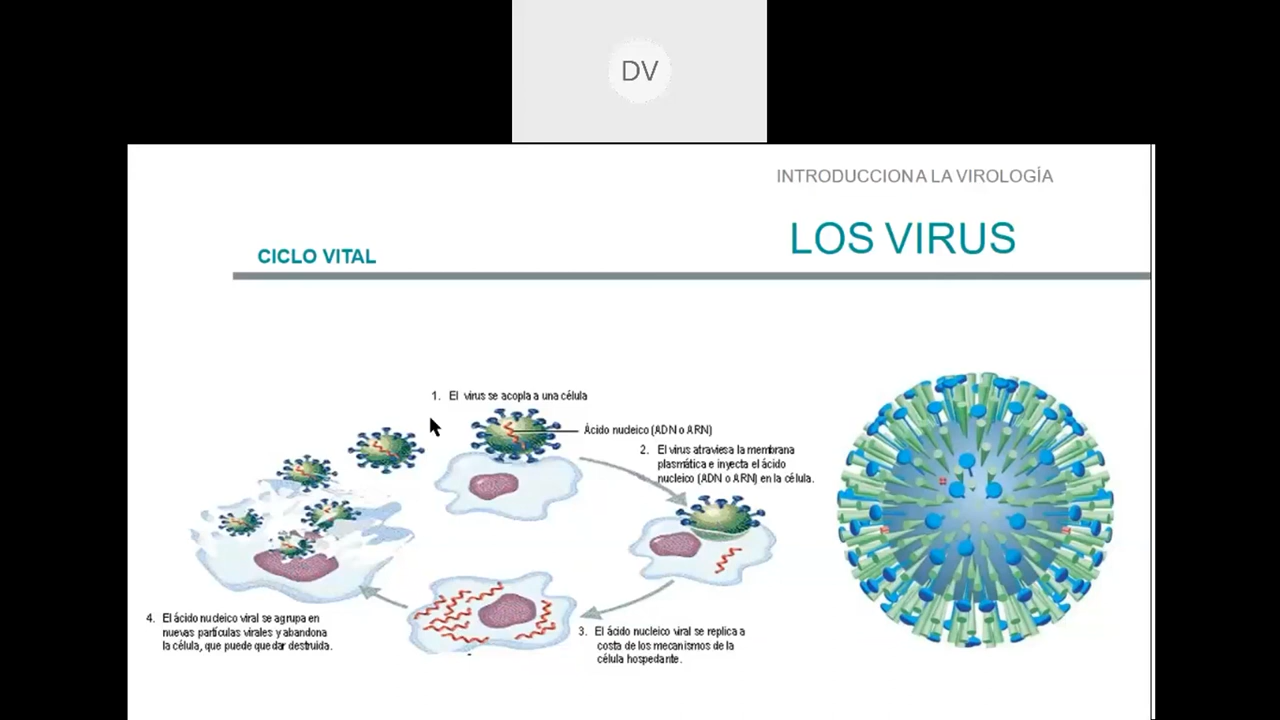 DV
INTRODUCCION A LA VIROLOGÍA
LOS VIRUS
CICLO VITAL
1. El virus se acopla a una célula
Ácido nucleico (ADN o ARN)
2. El virus atraviesa la membrana
plasmática e inyecta el ácido
nucleico (ADN o ARN) en la célula.
3. El ácido nucleico viral se replica a
costa de los mecanismos de la
célula hospedante.
4. El ácido nucleico viral se agrupa en
nuevas partículas virales y abandona
la célula, que puede quedar destruida.